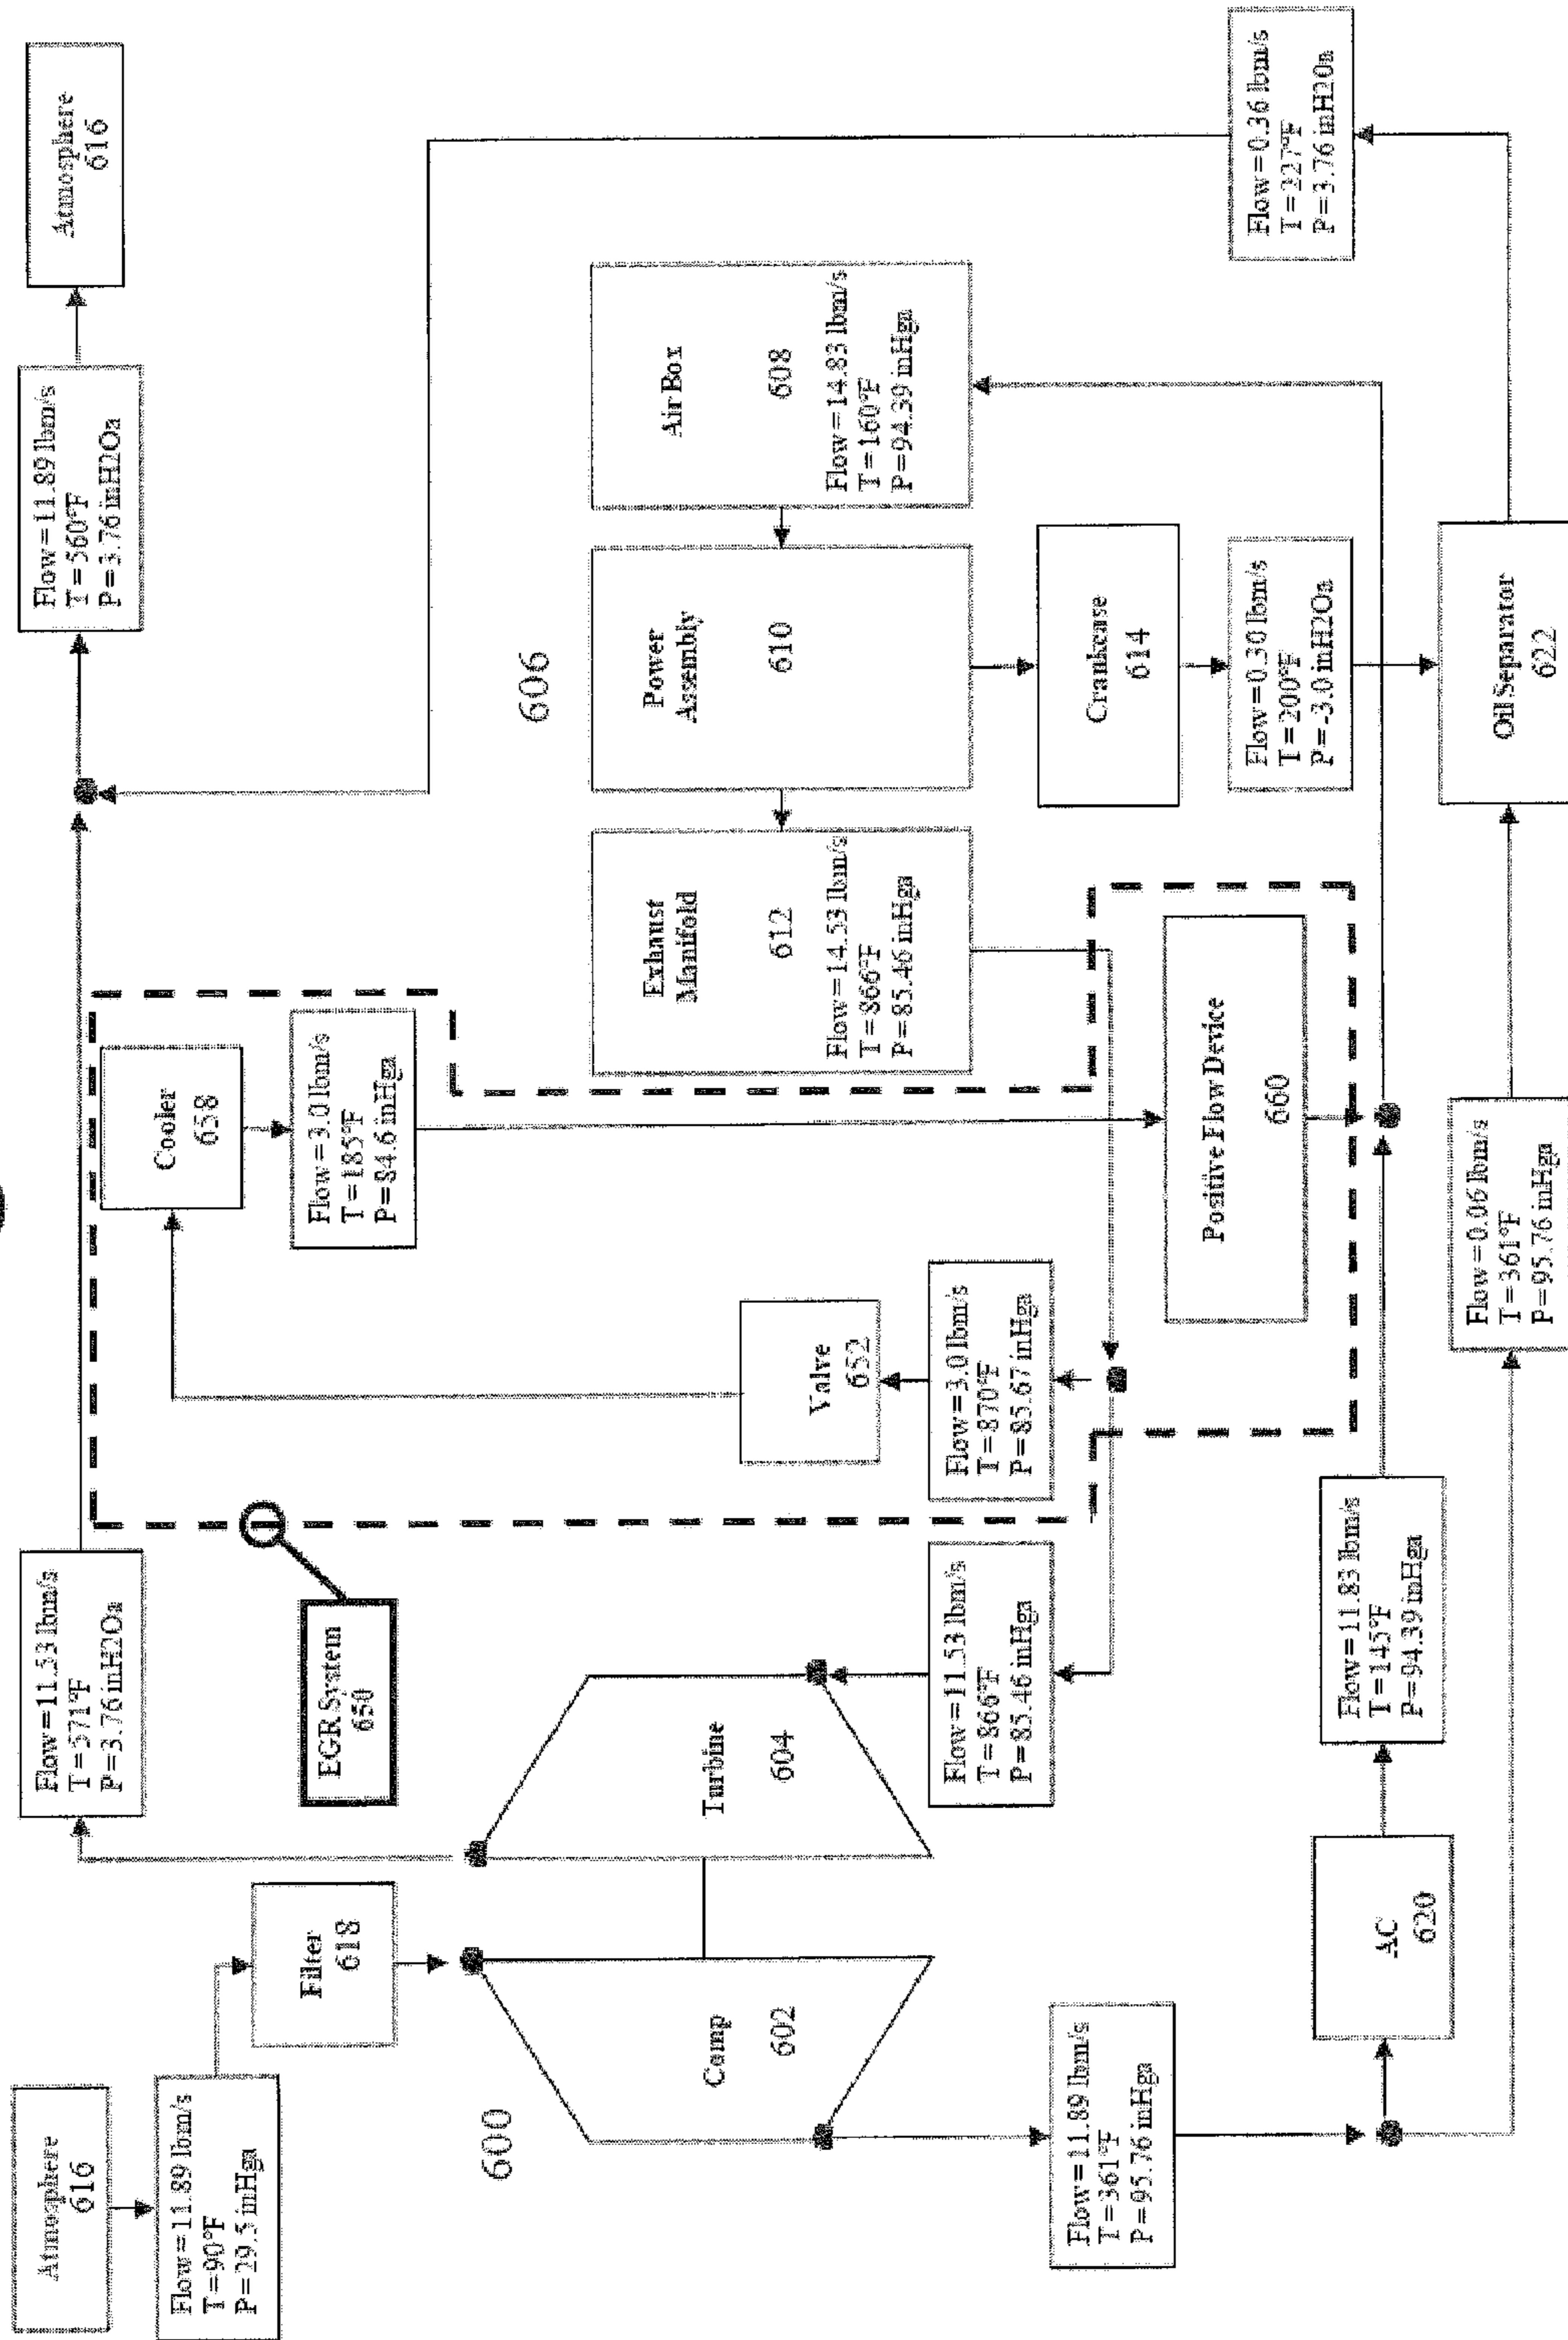 Atmosphere
616
Flow=11.89 lbm/s
T=90°F
P=29.5 inHga
Filter
618
600
Comp
602
Turbine
604
Flow=11.89 lbm/s
T=361°F
P=95.76 inHga
AC
620
Flow=11.83 lbm/s
T=145°F
P=94.39 inHga
Flow=0.06 lbm/s
T=361°F
P=95.76 inHga
Flow=11.53 lbm/s
T=571°F
P=3.76 inH2Oa
EGR System
650
Flow=11.53 lbm/s
T=866°F
P=85.46 inHga
Valve
652
Flow=3.0 lbm/s
T=870°F
P=85.67 inHga
Cooler
658
Flow=3.0 lbm/s
T=185°F
P=84.6 inHga
Positive Flow Device
660
606
Exhaust
Manifold
612
Flow=14.53 lbm/s
T=866°F
P=85.46 inHga
Power
Assembly
610
Air Box
608
Flow=14.83 lbm/s
T=160°F
P=94.39 inHga
Crankcase
614
Flow=0.30 lbm/s
T=200°F
P=-3.0 inH2Oa
Oil Separator
622
Flow=0.36 lbm/s
T=227°F
P=3.76 inH2Oa
Flow=11.89 lbm/s
T=560°F
P=3.76 inH2Oa
Atmosphere
616